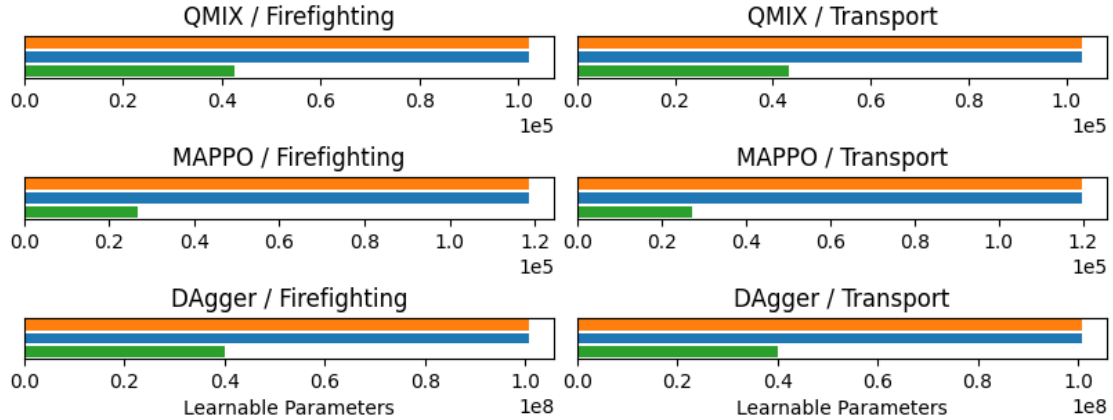 QMIX / Firefighting
0.0 0.2 0.4 0.6 0.8 1.0
1e5
QMIX / Transport
0.0 0.2 0.4 0.6 0.8 1.0
1e5
MAPPO / Firefighting
0.0 0.2 0.4 0.6 0.8 1.0 1.2
1e5
MAPPO / Transport
0.0 0.2 0.4 0.6 0.8 1.0 1.2
1e5
DAgger / Firefighting
0.0 0.2 0.4 0.6 0.8 1.0
Learnable Parameters
1e8
DAgger / Transport
0.0 0.2 0.4 0.6 0.8 1.0
Learnable Parameters
1e8